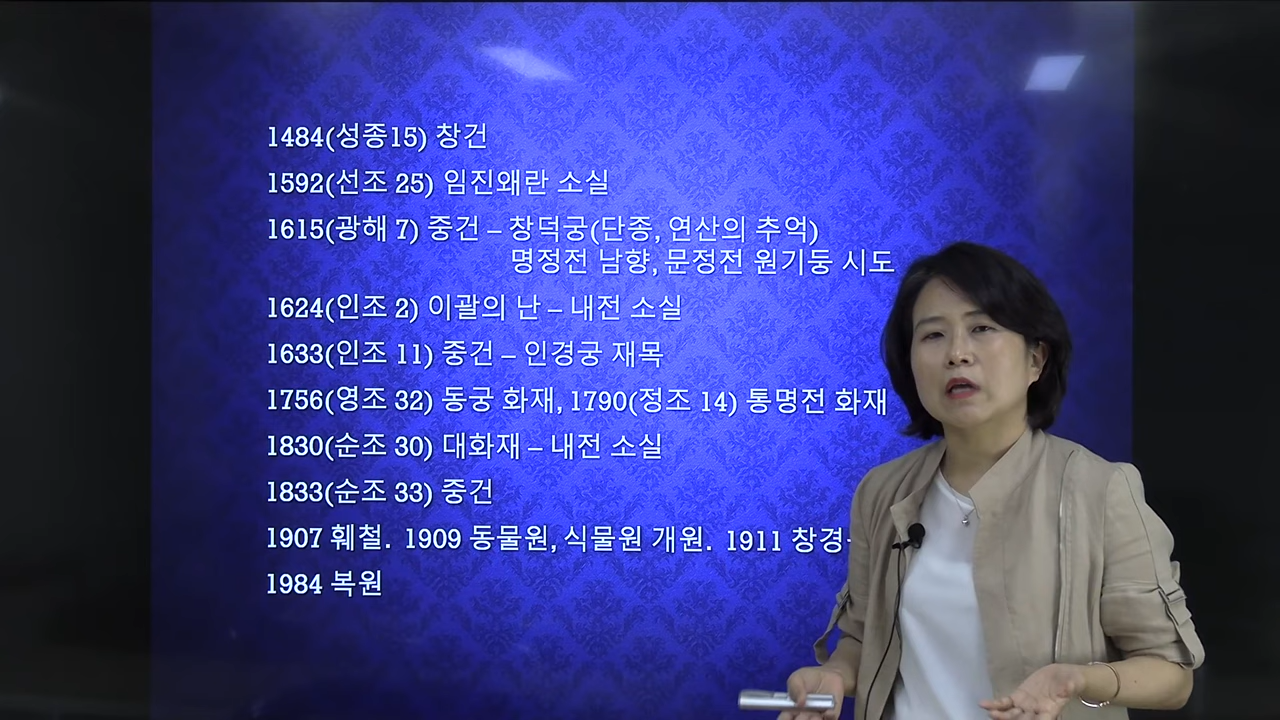 1484(성종15) 창건
1592(선조 25) 임진왜란 소실
1615(광해 7) 중건 – 창덕궁(단종, 연산의 추억)
명정전 남향, 문정전 원기둥 시도
1624(인조 2) 이괄의 난 – 내전 소실
1633(인조 11) 중건 – 인경궁 재목
1756(영조 32) 동궁 화재, 1790(정조 14) 통명전 화재
1830(순조 30) 대화재 – 내전 소실
1833(순조 33) 중건
1907 훼철. 1909 동물원, 식물원 개원. 1911
1984 복원